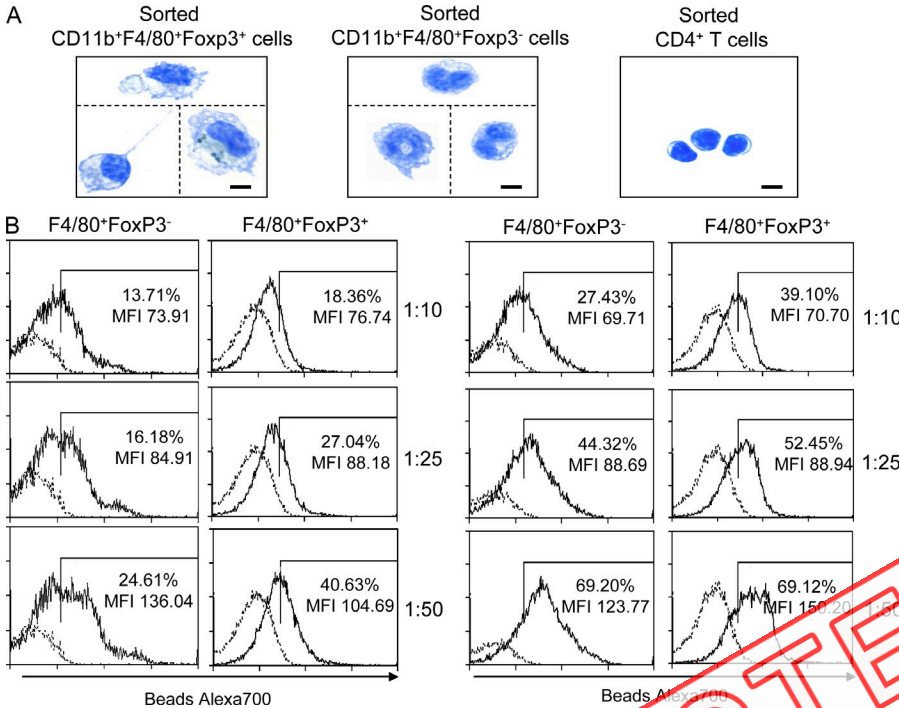 A
Sorted
CD11b⁺F4/80⁺Foxp3⁺ cells
Sorted
CD11b⁺F4/80⁺Foxp3⁻ cells
Sorted
CD4⁺ T cells
B
F4/80⁺FoxP3⁻
F4/80⁺FoxP3⁺
F4/80⁺FoxP3⁻
F4/80⁺FoxP3⁺
13.71%
MFI 73.91
18.36%
MFI 76.74
1:10
27.43%
MFI 69.71
39.10%
MFI 70.70
1:10
16.18%
MFI 84.91
27.04%
MFI 88.18
1:25
44.32%
MFI 88.69
52.45%
MFI 88.94
1:25
24.61%
MFI 136.04
40.63%
MFI 104.69
1:50
69.20%
MFI 123.77
69.12%
MFI 150.20
1:50
Beads Alexa700
Beads Alexa700